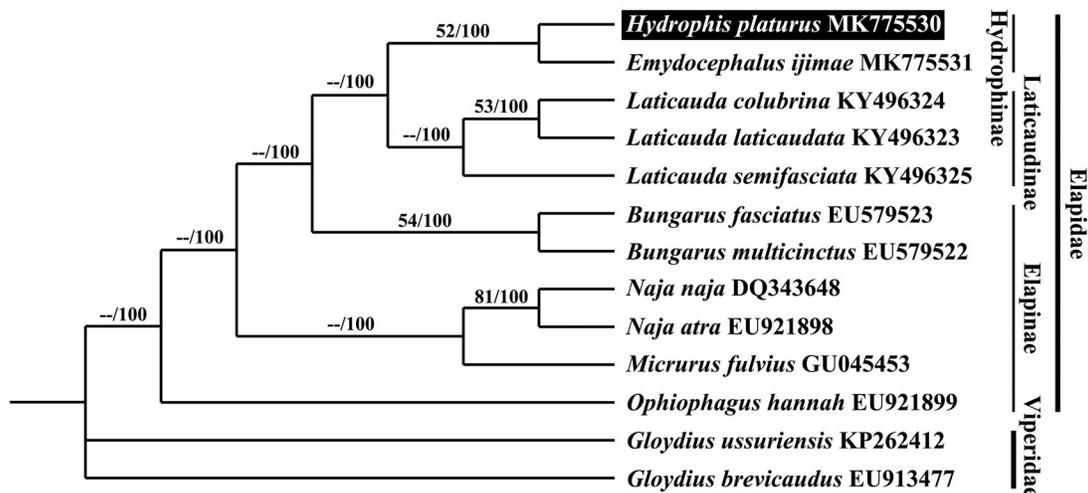 52/100
Hydrophis platurus MK775530
Emydocephalus ijimae MK775531
--/100
53/100
Laticauda colubrina KY496324
--/100
Laticauda laticaudata KY496323
--/100
Laticauda semifasciata KY496325
54/100
Bungarus fasciatus EU579523
--/100
Bungarus multicinctus EU579522
81/100
Naja naja DQ343648
--/100
--/100
Naja atra EU921898
Micrurus fulvius GU045453
Ophiophagus hannah EU921899
Gloydius ussuriensis KP262412
Gloydius brevicaudus EU913477
Hydrophinae
Laticaudinae
Elapinae
Viperidae
Elapidae